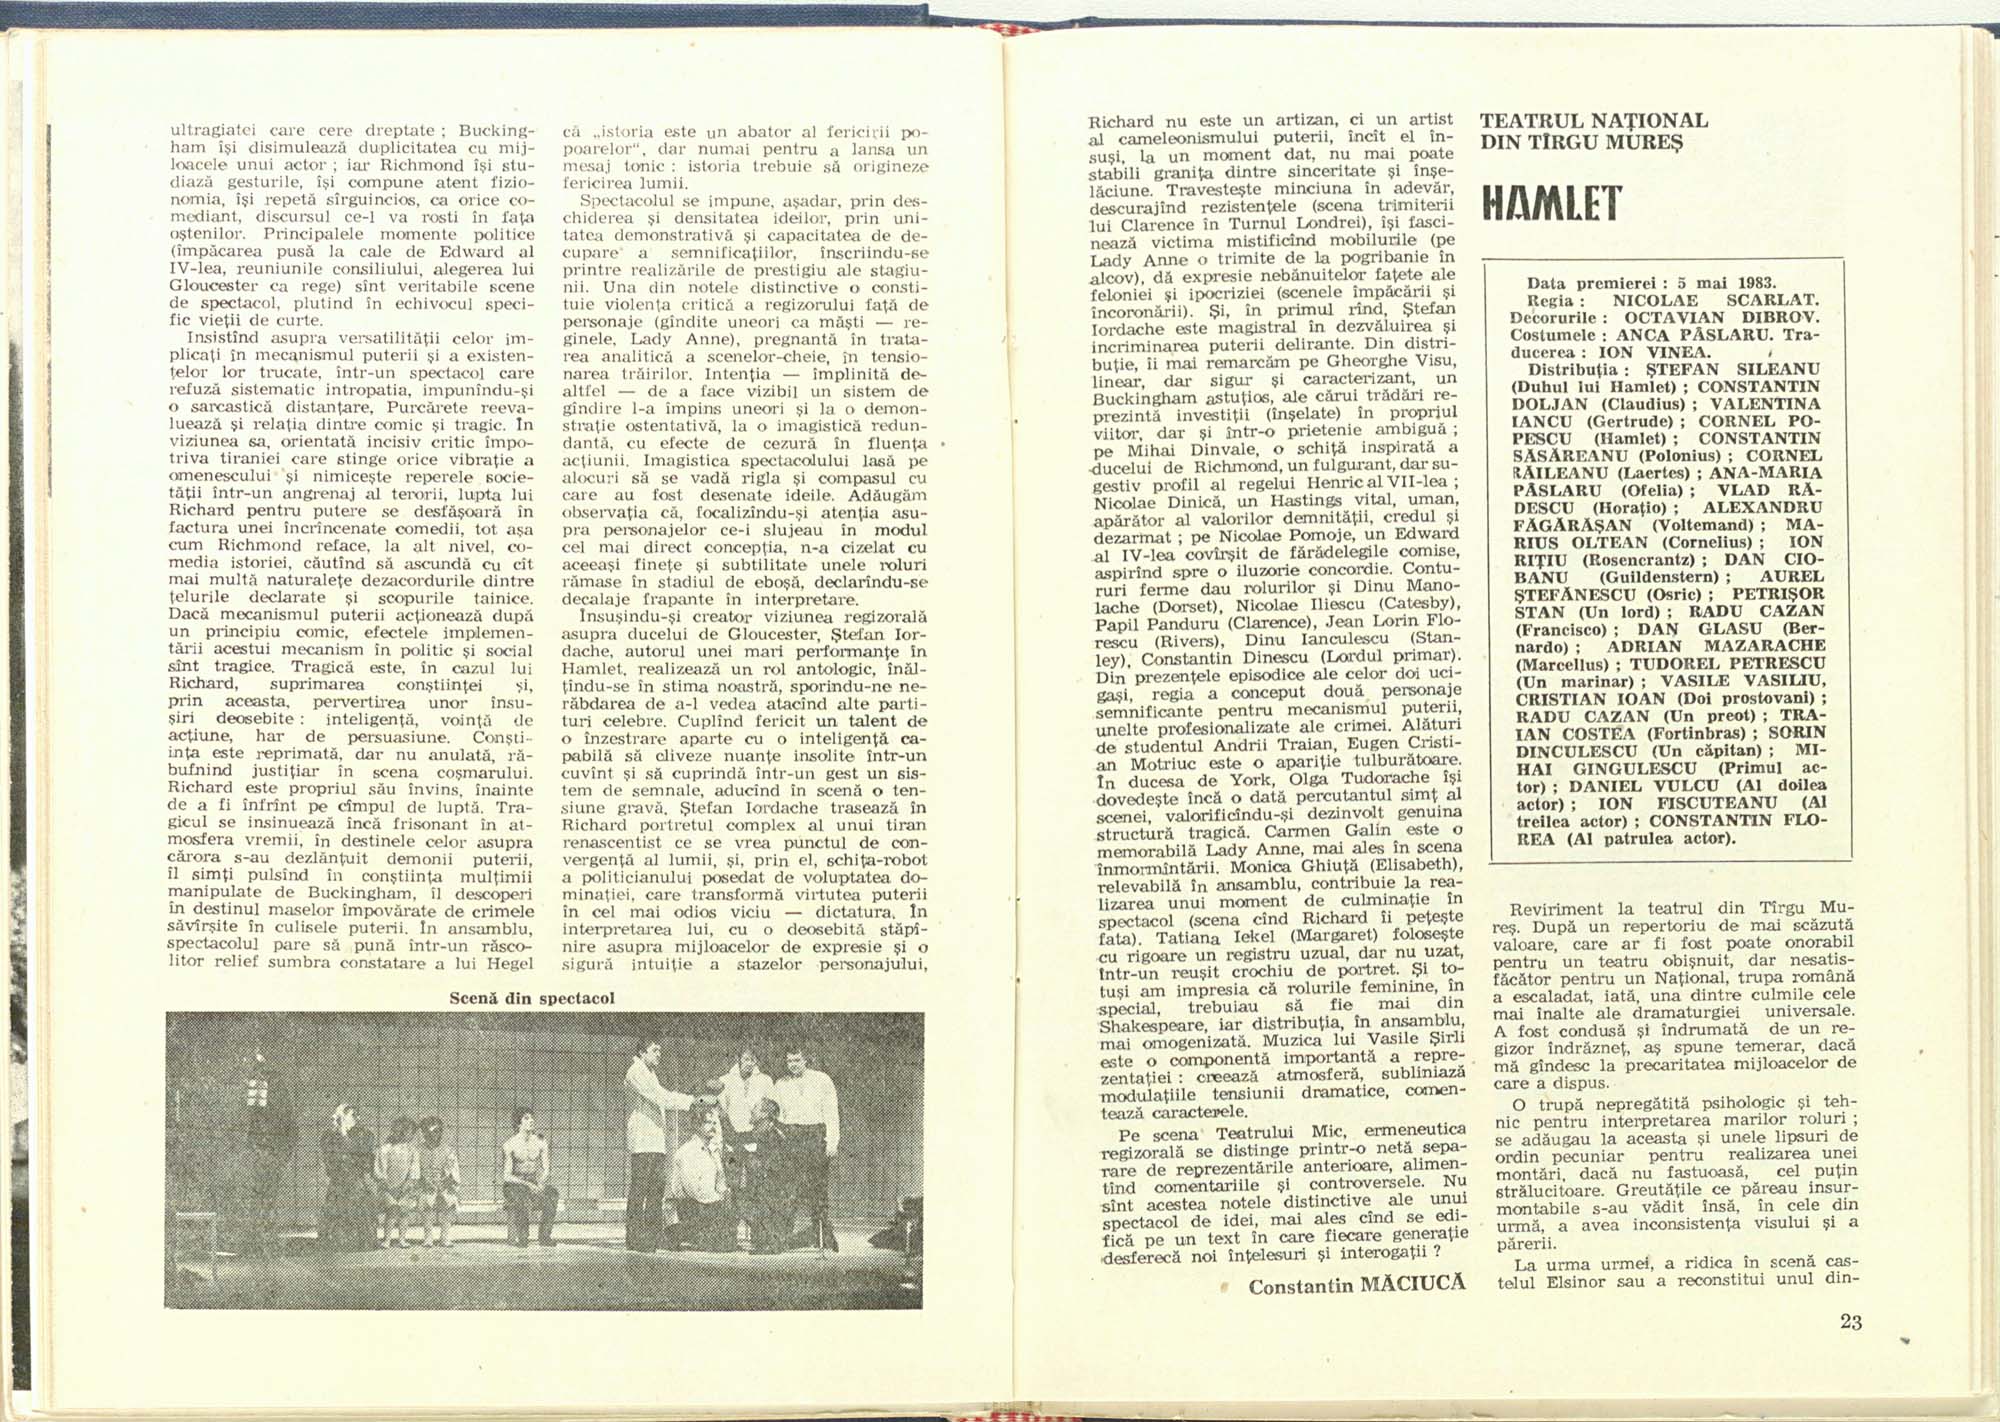 ultragiatei care cere dreptate ; Bucking-
ham își disimulează duplicitatea cu mij-
loacele unui actor ; iar Richmond își stu-
diază gesturile, își compune atent fizio-
nomia, își repetă sîrguincios, ca orice co-
mediant, discursul ce-l va rosti în fața
oștenilor. Principalele momente politice
(împăcarea pusă la cale de Edward al
IV-lea, reuniunile consiliului, alegerea lui
Gloucester ca rege) sînt veritabile scene
de spectacol, plutind în echivocul speci-
fic vieții de curte.
Insistînd asupra versatilității celor im-
plicați în mecanismul puterii și a existen-
țelor lor trucate, într-un spectacol care
refuză sistematic intropatia, impunîndu-și
o sarcastică distanțare, Purcărete reeva-
luează și relația dintre comic și tragic. În
viziunea sa, orientată incisiv critic împo-
triva tiraniei care stinge orice vibrație a
omenescului și nimicește reperele socie-
tății într-un angrenaj al terorii, lupta lui
Richard pentru putere se desfășoară în
factura unei încrîncenate comedii, tot așa
cum Richmond reface, la alt nivel, co-
media istoriei, căutînd să ascundă cu cît
mai multă naturalețe dezacordurile dintre
țelurile declarate și scopurile tainice.
Dacă mecanismul puterii acționează după
un principiu comic, efectele implemen-
tării acestui mecanism în politic și social
sînt tragice. Tragică este, în cazul lui
Richard, suprimarea conștiinței și,
prin aceasta, pervertirea unor însu-
șiri deosebite : inteligență, voință de
acțiune, har de persuasiune. Conști-
ința este reprimată, dar nu anulată, ră-
bufnind justițiar în scena coșmarului.
Richard este propriul său învins, înainte
de a fi înfrînt pe cîmpul de luptă. Tra-
gicul se insinuează încă frisonant în at-
mosfera vremii, în destinele celor asupra
cărora s-au dezlănțuit demonii puterii,
îl simți pulsînd în conștiința mulțimii
manipulate de Buckingham, îl descoperi
în destinul maselor împovărate de crimele
săvîrșite în culisele puterii. În ansamblu,
spectacolul pare să pună într-un răsco-
litor relief sumbra constatare a lui Hegel
că „istoria este un abator al fericirii po-
poarelor“, dar numai pentru a lansa un
mesaj tonic : istoria trebuie să origineze
fericirea lumii.
Spectacolul se impune, așadar, prin des-
chiderea și densitatea ideilor, prin uni-
tatea demonstrativă și capacitatea de de-
cupare a semnificațiilor, înscriindu-se
printre realizările de prestigiu ale stagiu-
nii. Una din notele distinctive o consti-
tuie violența critică a regizorului față de
personaje (gîndite uneori ca măști — re-
ginele, Lady Anne), pregnantă în trata-
rea analitică a scenelor-cheie, în tensio-
narea trăirilor. Intenția — împlinită de-
altfel — de a face vizibil un sistem de
gîndire l-a împins uneori și la o demon-
strație ostentativă, la o imagistică redun-
dantă, cu efecte de cezură în fluența
acțiunii. Imagistica spectacolului lasă pe
alocuri să se vadă rigla și compasul cu
care au fost desenate ideile. Adăugăm
observația că, focalizîndu-și atenția asu-
pra personajelor ce-i slujeau în modul
cel mai direct concepția, n-a cizelat cu
aceeași finețe și subtilitate unele roluri
rămase în stadiul de eboșă, declarîndu-se
decalaje frapante în interpretare.
Însușindu-și creator viziunea regizorală
asupra ducelui de Gloucester, Ștefan Ior-
dache, autorul unei mari performanțe în
Hamlet, realizează un rol antologic, înăl-
țîndu-se în stima noastră, sporindu-ne ne-
răbdarea de a-l vedea atacînd alte parti-
turi celebre. Cuplînd fericit un talent de
o înzestrare aparte cu o inteligență ca-
pabilă să cliveze nuanțe insolite într-un
cuvînt și să cuprindă într-un gest un sis-
tem de semnale, aducînd în scenă o ten-
siune gravă, Ștefan Iordache trasează în
Richard portretul complex al unui tiran
renascentist ce se vrea punctul de con-
vergență al lumii, și, prin el, schița-robot
a politicianului posedat de voluptatea do-
minației, care transformă virtutea puterii
în cel mai odios viciu — dictatura. În
interpretarea lui, cu o deosebită stăpî-
nire asupra mijloacelor de expresie și o
sigură intuiție a stazelor personajului,
Scenă din spectacol
Richard nu este un artizan, ci un artist
al cameleonismului puterii, încît el în-
suși, la un moment dat, nu mai poate
stabili granița dintre sinceritate și înșe-
lăciune. Travestește minciuna în adevăr,
descurajînd rezistențele (scena trimiterii
lui Clarence în Turnul Londrei), își fasci-
nează victima mistificînd mobilurile (pe
Lady Anne o trimite de la pogribanie în
alcov), dă expresie nebănuitelor fațete ale
feloniei și ipocriziei (scenele împăcării și
încoronării). Și, în primul rînd, Ștefan
Iordache este magistral în dezvăluirea și
incriminarea puterii delirante. Din distri-
buție, îi mai remarcăm pe Gheorghe Visu,
linear, dar sigur și caracterizant, un
Buckingham astuțios, ale cărui trădări re-
prezintă investiții (înșelate) în propriul
viitor, dar și într-o prietenie ambiguă ;
pe Mihai Dinvale, o schiță inspirată a
ducelui de Richmond, un fulgurant, dar su-
gestiv profil al regelui Henric al VII-lea ;
Nicolae Dinică, un Hastings vital, uman,
apărător al valorilor demnității, credul și
dezarmat ; pe Nicolae Pomoje, un Edward
al IV-lea covîrșit de fărădelegile comise,
aspirînd spre o iluzorie concordie. Contu-
ruri ferme dau rolurilor și Dinu Mano-
lache (Dorset), Nicolae Iliescu (Catesby),
Papil Panduru (Clarence), Jean Lorin Flo-
rescu (Rivers), Dinu Ianculescu (Stan-
ley), Constantin Dinescu (Lordul primar).
Din prezențele episodice ale celor doi uci-
gași, regia a conceput două personaje
semnificante pentru mecanismul puterii,
unelte profesionalizate ale crimei. Alături
de studentul Andrii Traian, Eugen Cristi-
an Motriuc este o apariție tulburătoare.
În ducesa de York, Olga Tudorache își
dovedește încă o dată percutantul simț al
scenei, valorificîndu-și dezinvolt genuina
structură tragică. Carmen Galin este o
memorabilă Lady Anne, mai ales în scena
înmormîntării. Monica Ghiuță (Elisabeth),
relevabilă în ansamblu, contribuie la rea-
lizarea unui moment de culminație în
spectacol (scena cînd Richard îi pețește
fata). Tatiana Iekel (Margaret) folosește
cu rigoare un registru uzual, dar nu uzat,
într-un reușit crochiu de portret. Și to-
tuși am impresia că rolurile feminine, în
special, trebuiau să fie mai din
Shakespeare, iar distribuția, în ansamblu,
mai omogenizată. Muzica lui Vasile Șirli
este o componentă importantă a repre-
zentației : creează atmosferă, subliniază
modulațiile tensiunii dramatice, comen-
tează caracterele.
Pe scena Teatrului Mic, ermeneutica
regizorală se distinge printr-o netă sepa-
rare de reprezentările anterioare, alimen-
tînd comentariile și controversele. Nu
sînt acestea notele distinctive ale unui
spectacol de idei, mai ales cînd se edi-
fică pe un text în care fiecare generație
desferecă noi înțelesuri și interogații ?
Constantin MĂCIUCĂ
TEATRUL NAȚIONAL
DIN TÎRGU MUREȘ
HAMLET
Data premierei : 5 mai 1983.
Regia : NICOLAE SCARLAT.
Decorurile : OCTAVIAN DIBROV.
Costumele : ANCA PÂSLARU. Tra-
ducerea : ION VINEA.
Distribuția : ȘTEFAN SILEANU
(Duhul lui Hamlet) ; CONSTANTIN
DOLJAN (Claudius) ; VALENTINA
IANCU (Gertrude) ; CORNEL PO-
PESCU (Hamlet) ; CONSTANTIN
SĂSĂREANU (Polonius) ; CORNEL
RĂILEANU (Laertes) ; ANA-MARIA
PÂSLARU (Ofelia) ; VLAD RĂ-
DESCU (Horațio) ; ALEXANDRU
FĂGĂRĂȘAN (Voltemand) ; MA-
RIUS OLTEAN (Cornelius) ; ION
RIȚIU (Rosencrantz) ; DAN CIO-
BANU (Guildenstern) ; AUREL
ȘTEFĂNESCU (Osric) ; PETRIȘOR
STAN (Un lord) ; RADU CAZAN
(Francisco) ; DAN GLASU (Ber-
nardo) ; ADRIAN MAZARACHE
(Marcellus) ; TUDOREL PETRESCU
(Un marinar) ; VASILE VASILIU,
CRISTIAN IOAN (Doi prostovani) ;
RADU CAZAN (Un preot) ; TRA-
IAN COSTEA (Fortinbras) ; SORIN
DINCULESCU (Un căpitan) ; MI-
HAI GINGULESCU (Primul ac-
tor) ; DANIEL VULCU (Al doilea
actor) ; ION FISCUTEANU (Al
treilea actor) ; CONSTANTIN FLO-
REA (Al patrulea actor).
Reviriment la teatrul din Tîrgu Mu-
reș. După un repertoriu de mai scăzută
valoare, care ar fi fost poate onorabil
pentru un teatru obișnuit, dar nesatis-
făcător pentru un Național, trupa română
a escaladat, iată, una dintre culmile cele
mai înalte ale dramaturgiei universale.
A fost condusă și îndrumată de un re-
gizor îndrăzneț, aș spune temerar, dacă
mă gîndesc la precaritatea mijloacelor de
care a dispus.
O trupă nepregătită psihologic și teh-
nic pentru interpretarea marilor roluri ;
se adăugau la aceasta și unele lipsuri de
ordin pecuniar pentru realizarea unei
montări, dacă nu fastuoasă, cel puțin
strălucitoare. Greutățile ce păreau insur-
montabile s-au vădit însă, în cele din
urmă, a avea inconsistența visului și a
părerii.
La urma urmei, a ridica în scenă cas-
telul Elsinor sau a reconstitui unul din-
23